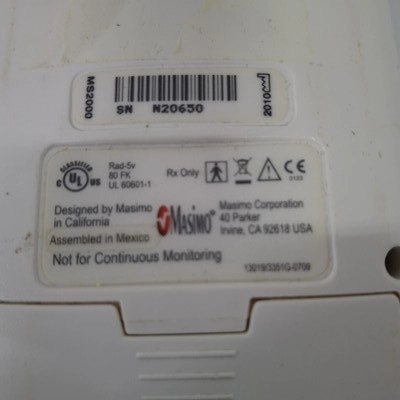 MS2000
SN N20650
2010
CLASSIFIED
C UL US
Rad-5v
80 FK
UL 60601-1
Rx Only
CE
0123
Designed by Masimo
in California
Assembled in Mexico
Masimo®
Masimo Corporation
40 Parker
Irvine, CA 92618 USA
Not for Continuous Monitoring
13019/3351G-0709